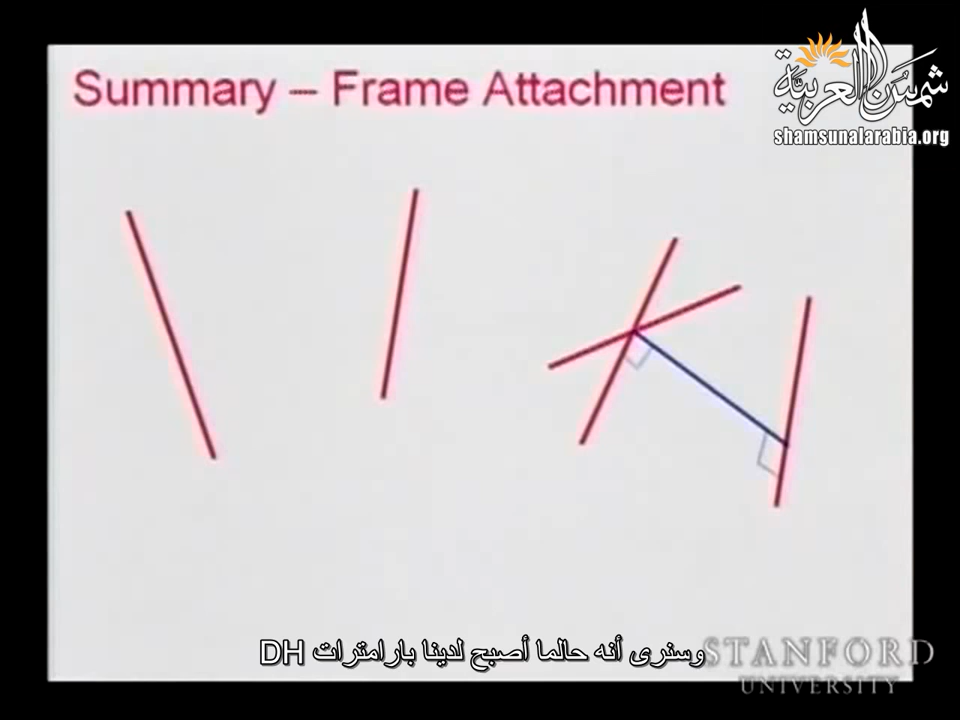 شمس العربية
shamsunalarabia.org
Summary – Frame Attachment
وسنرى أنه حالما أصبح لدينا بارامترات DH
STANFORD
UNIVERSITY